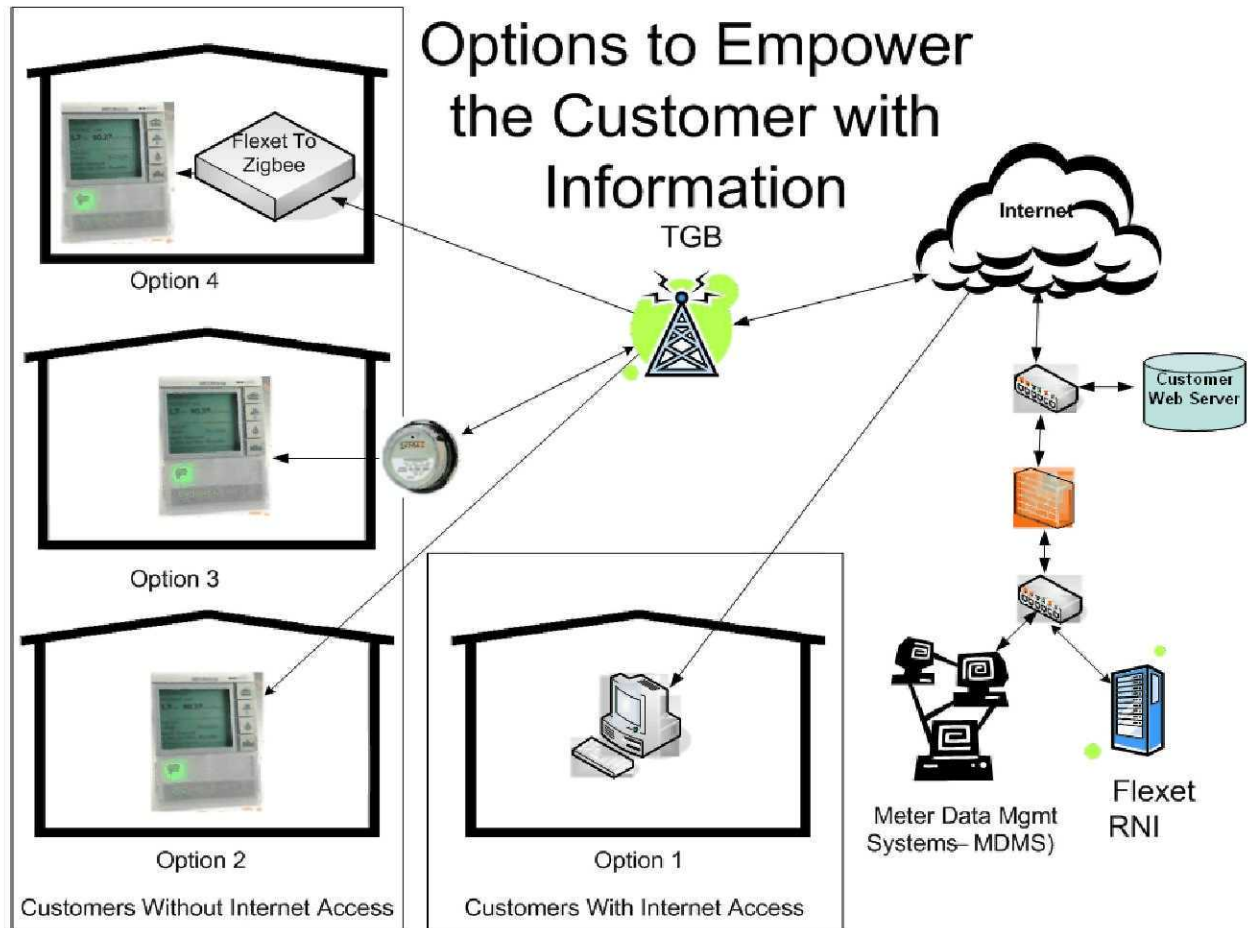 Options to Empower
the Customer with
Information
TGB
Flexet To
Zigbee
Option 4
Internet
Customer
Web Server
Option 3
Option 2
Customers Without Internet Access
Option 1
Customers With Internet Access
Meter Data Mgmt
Systems– MDMS)
Flexet
RNI